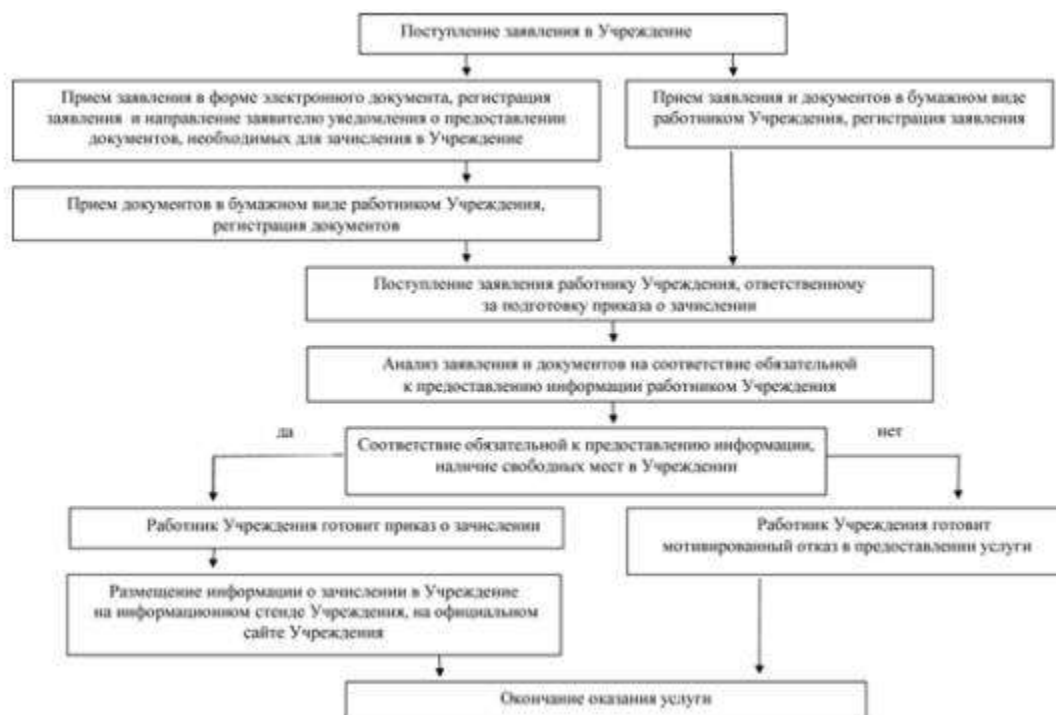 Поступление заявления в Учреждение
Прием заявления в форме электронного документа, регистрация
заявления и направление заявителю уведомления о предоставлении
документов, необходимых для зачисления в Учреждение
Прием заявления и документов в бумажном виде
работником Учреждения, регистрация заявления
Прием документов в бумажном виде работником Учреждения,
регистрация документов
Поступление заявления работнику Учреждения, ответственному
за подготовку приказа о зачислении
Анализ заявления и документов на соответствие обязательной
к предоставлению информации работником Учреждения
да
Соответствие обязательной к предоставлению информации,
наличие свободных мест в Учреждении
нет
Работник Учреждения готовит приказ о зачислении
Работник Учреждения готовит
мотивированный отказ в предоставлении услуги
Размещение информации о зачислении в Учреждение
на информационном стенде Учреждения, на официальном
сайте Учреждения
Окончание оказания услуги